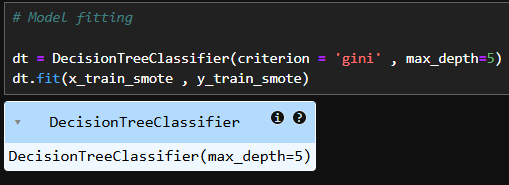 # Model fitting
dt = DecisionTreeClassifier(criterion = 'gini' , max_depth=5)
dt.fit(x_train_smote , y_train_smote)
DecisionTreeClassifier i ?
DecisionTreeClassifier(max_depth=5)